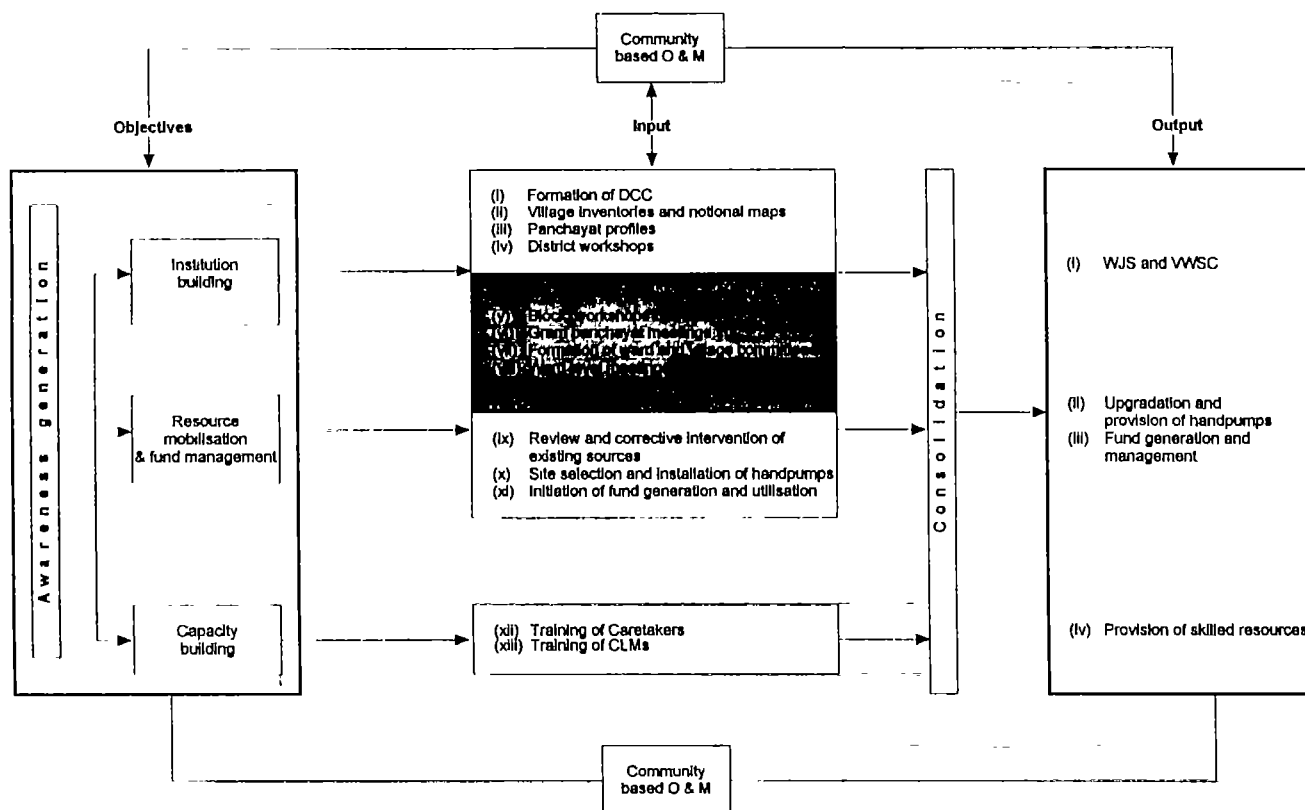 Community
based O & M
Objectives
Input
Output
Awareness generation
Institution
building
Resource
mobilisation
& fund management
Capacity
building
(i) Formation of DCC
(ii) Village inventories and notional maps
(iii) Panchayat profiles
(iv) District workshops
(v) Block workshops
(ix) Review and corrective intervention of
existing sources
(x) Site selection and installation of handpumps
(xi) Initiation of fund generation and utilisation
(xii) Training of Caretakers
(xiii) Training of CLMs
Consolidation
(i) WJS and VWSC
(ii) Upgradation and
provision of handpumps
(iii) Fund generation and
management
(iv) Provision of skilled resources
Community
based O & M